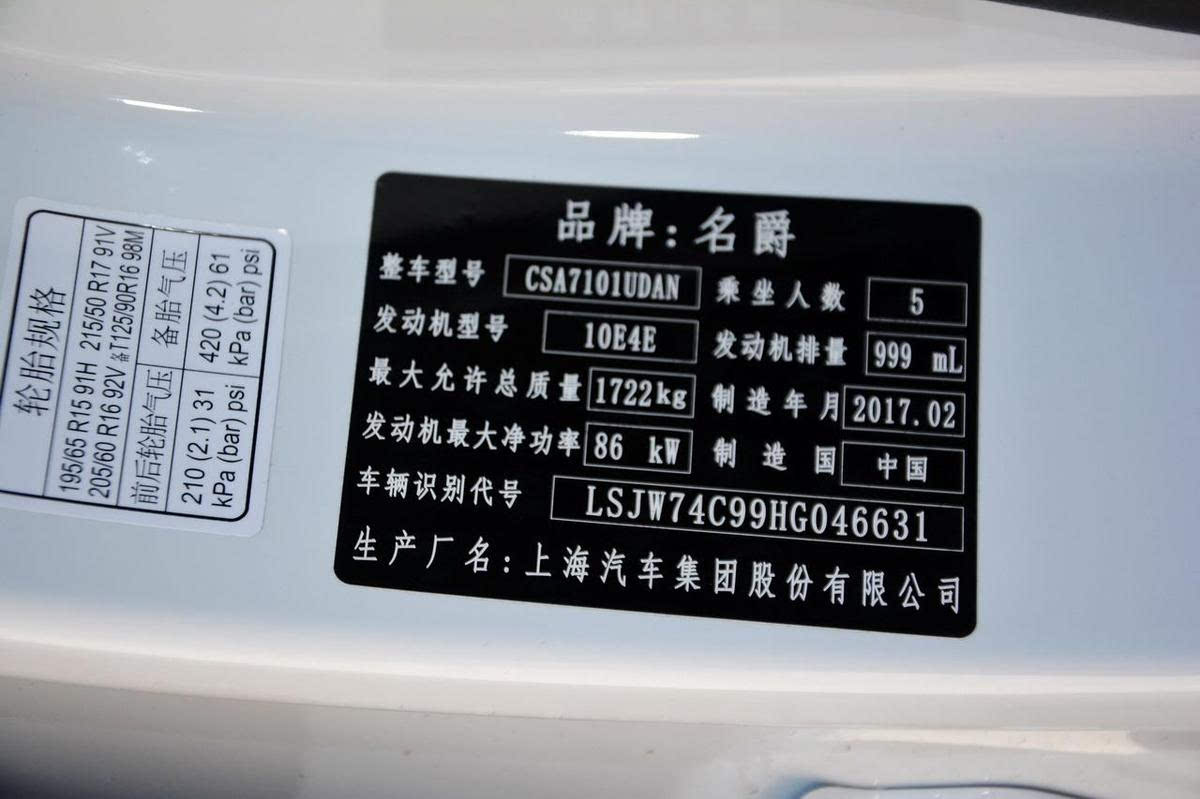 轮胎规格
195/65 R15 91H 215/50 R17 91V
205/60 R16 92V 备T125/90R16 98M
前后轮胎气压 备胎气压
210 (2.1) 31 420 (4.2) 61
kPa (bar) psi kPa (bar) psi
品牌:名爵
整车型号 CSA7101UDAN 乘坐人数 5
发动机型号 10E4E 发动机排量 999 mL
最大允许总质量 1722kg 制造年月 2017.02
发动机最大净功率 86 kW 制造国 中国
车辆识别代号 LSJW74C99HG046631
生产厂名:上海汽车集团股份有限公司